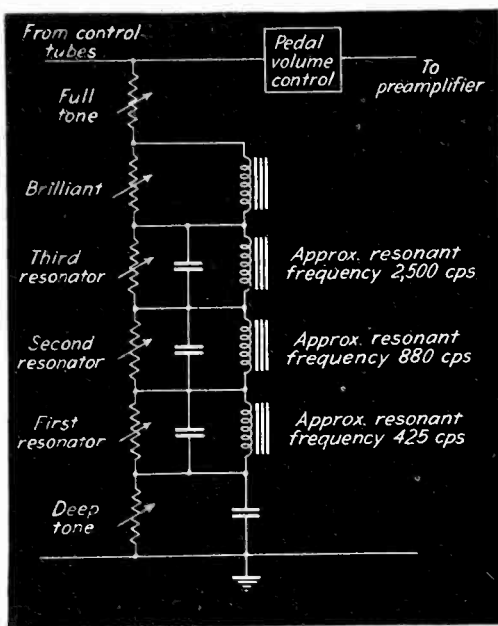 From control
tubes
Pedal
volume
control
To
preamplifier
Full
tone
Brilliant
Third
resonator
Approx. resonant
frequency 2,500 cps
Second
resonator
Approx. resonant
frequency 880 cps
First
resonator
Approx. resonant
frequency 425 cps
Deep
tone